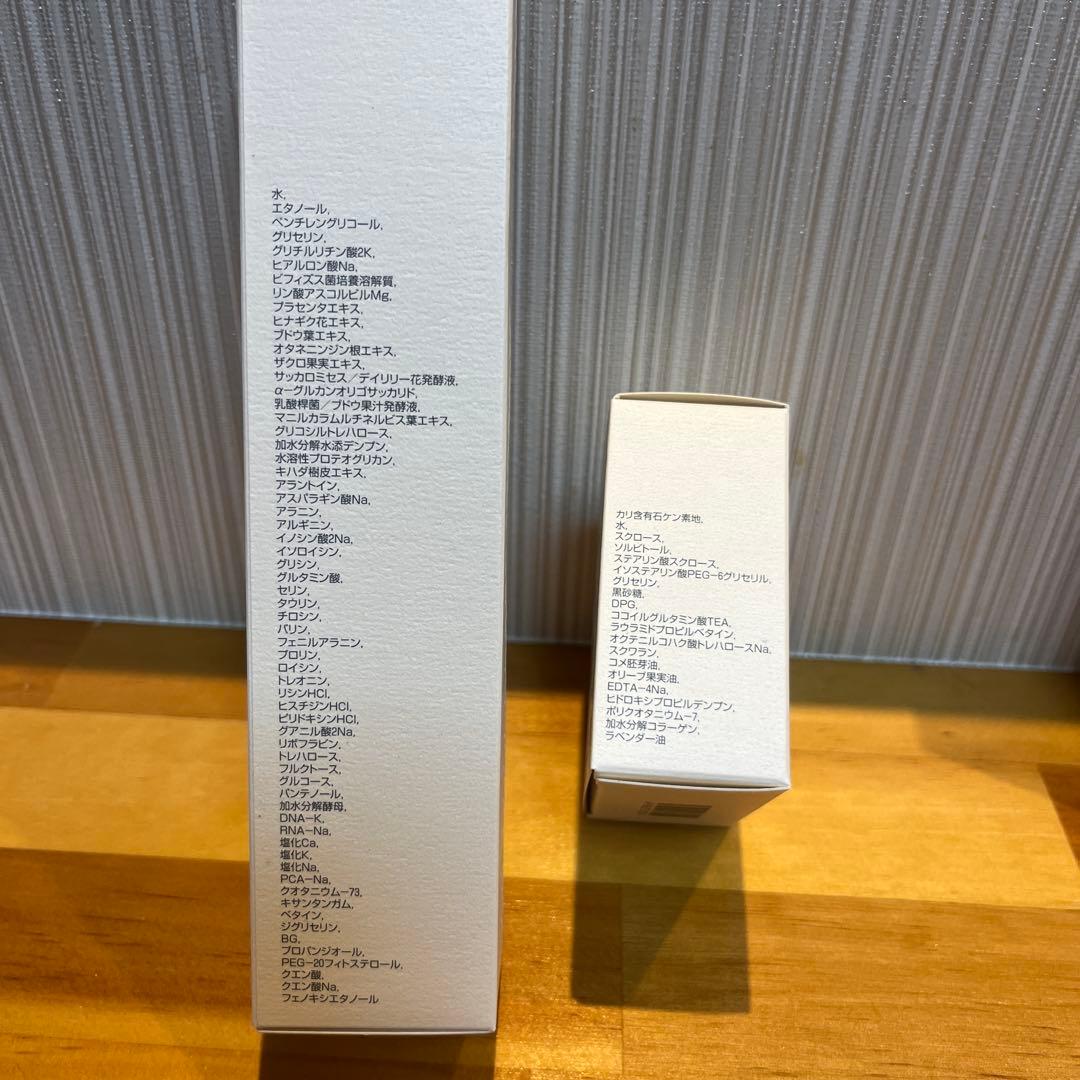 水,
エタノール,
ペンチレングリコール,
グリセリン,
グリチルリチン酸2K,
ヒアルロン酸Na,
ビフィズス菌培養溶解質,
リン酸アスコルビルMg,
プラセンタエキス,
ヒナギク花エキス,
ブドウ葉エキス,
オタネニンジン根エキス,
ザクロ果実エキス,
サッカロミセス/デイリリー花発酵液,
α-グルカンオリゴサッカリド,
乳酸桿菌/ブドウ果汁発酵液,
マニルカラムルチネルビス葉エキス,
グリコシルトレハロース,
加水分解水添デンプン,
水溶性プロテオグリカン,
キハダ樹皮エキス,
アラントイン,
アスパラギン酸Na,
アラニン,
アルギニン,
イノシン酸2Na,
イソロイシン,
グリシン,
グルタミン酸,
セリン,
タウリン,
チロシン,
バリン,
フェニルアラニン,
プロリン,
ロイシン,
トレオニン,
リシンHCl,
ヒスチジンHCl,
ピリドキシンHCl,
グアニル酸2Na,
リボフラビン,
トレハロース,
フルクトース,
グルコース,
パンテノール,
加水分解酵母,
DNA-K,
RNA-Na,
塩化Ca,
塩化K,
塩化Na,
PCA-Na,
クオタニウム-73,
キサンタンガム,
ベタイン,
ジグリセリン,
BG,
プロパンジオール,
PEG-20フィトステロール,
クエン酸,
クエン酸Na,
フェノキシエタノール
カリ含有石ケン素地,
水,
スクロース,
ソルビトール,
ステアリン酸スクロース,
イソステアリン酸PEG-6グリセリル,
グリセリン,
黒砂糖,
DPG,
ココイルグルタミン酸TEA,
ラウラミドプロピルベタイン,
オクテニルコハク酸トレハロースNa,
スクワラン,
コメ胚芽油,
オリーブ果実油,
EDTA-4Na,
ヒドロキシプロピルデンプン,
ポリクオタニウム-7,
加水分解コラーゲン,
ラベンダー油